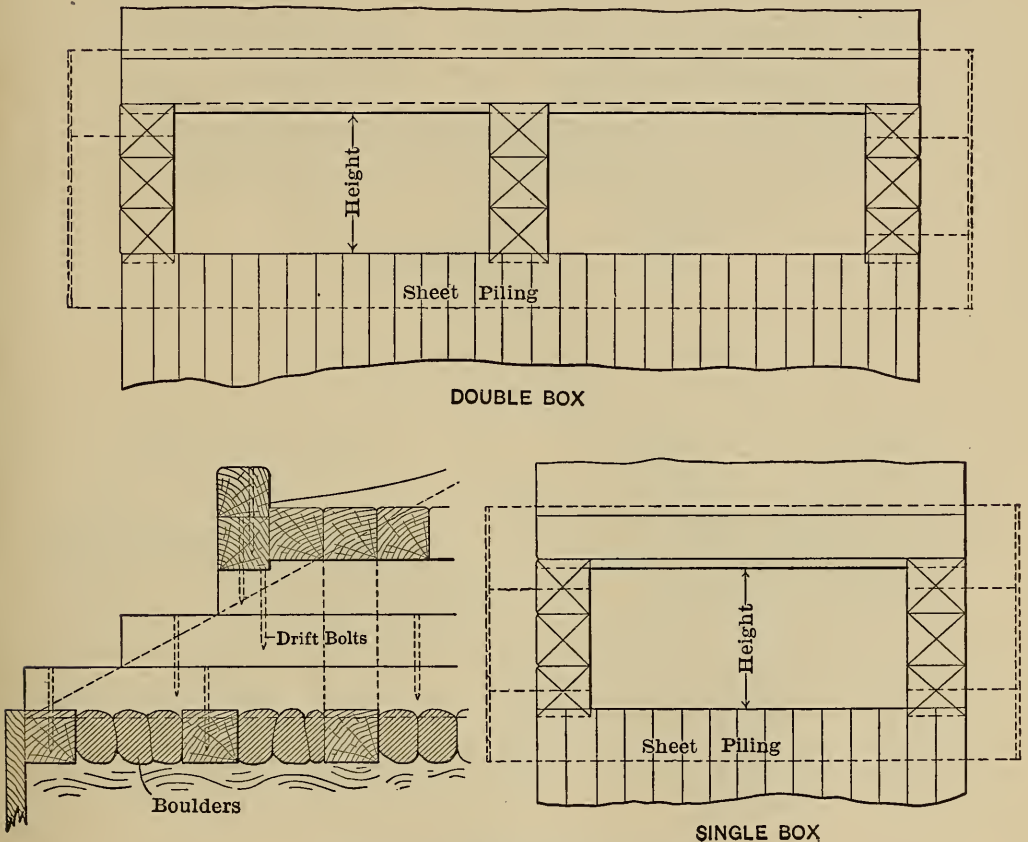 Height
Sheet Piling
DOUBLE BOX
Drift Bolts
Boulders
Height
Sheet Piling
SINGLE BOX